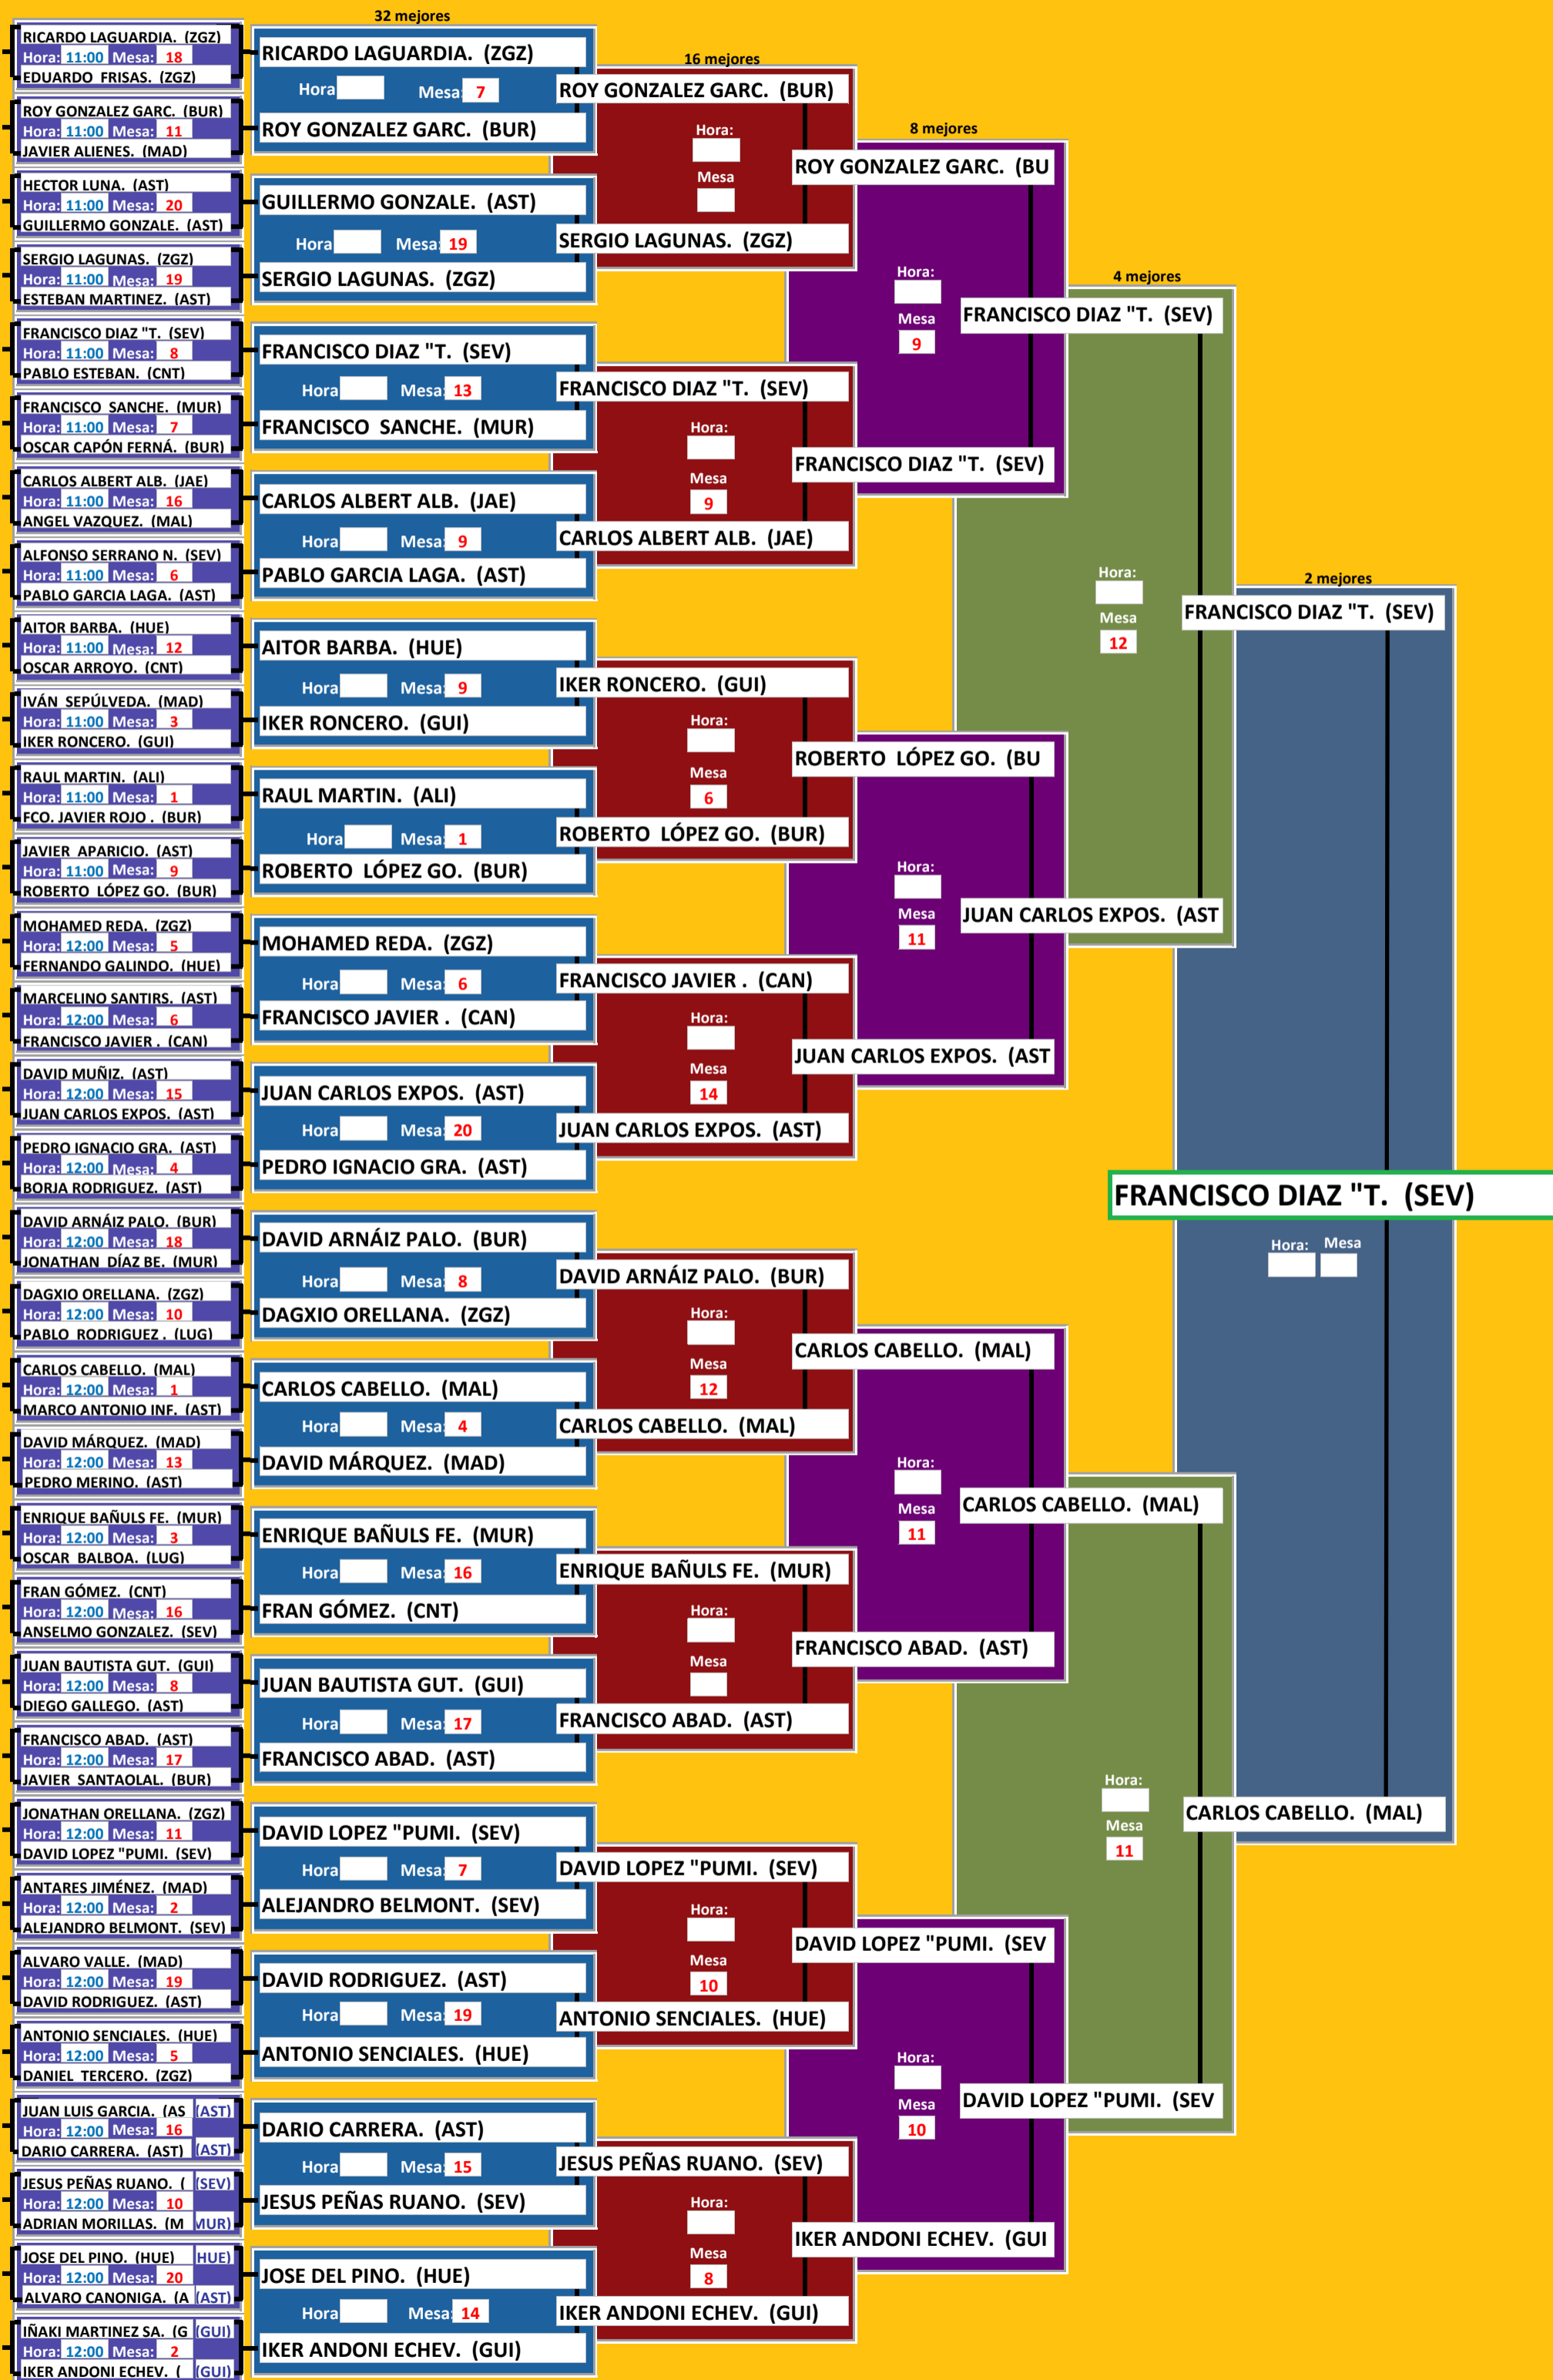 32 mejores
16 mejores
8 mejores
4 mejores
2 mejores
RICARDO LAGUARDIA. (ZGZ)
Hora: 11:00 Mesa: 18
EDUARDO FRISAS. (ZGZ)
ROY GONZALEZ GARC. (BUR)
Hora: 11:00 Mesa: 11
JAVIER ALIENES. (MAD)
HECTOR LUNA. (AST)
Hora: 11:00 Mesa: 20
GUILLERMO GONZALE. (AST)
SERGIO LAGUNAS. (ZGZ)
Hora: 11:00 Mesa: 19
ESTEBAN MARTINEZ. (AST)
FRANCISCO DIAZ "T. (SEV)
Hora: 11:00 Mesa: 8
PABLO ESTEBAN. (CNT)
FRANCISCO SANCHE. (MUR)
Hora: 11:00 Mesa: 7
OSCAR CAPÓN FERNÁ. (BUR)
CARLOS ALBERT ALB. (JAE)
Hora: 11:00 Mesa: 16
ANGEL VAZQUEZ. (MAL)
ALFONSO SERRANO N. (SEV)
Hora: 11:00 Mesa: 6
PABLO GARCIA LAGA. (AST)
AITOR BARBA. (HUE)
Hora: 11:00 Mesa: 12
OSCAR ARROYO. (CNT)
IVÁN SEPÚLVEDA. (MAD)
Hora: 11:00 Mesa: 3
IKER RONCERO. (GUI)
RAUL MARTIN. (ALI)
Hora: 11:00 Mesa: 1
FCO. JAVIER ROJO . (BUR)
JAVIER APARICIO. (AST)
Hora: 11:00 Mesa: 9
ROBERTO LÓPEZ GO. (BUR)
MOHAMED REDA. (ZGZ)
Hora: 12:00 Mesa: 5
FERNANDO GALINDO. (HUE)
MARCELINO SANTIRS. (AST)
Hora: 12:00 Mesa: 6
FRANCISCO JAVIER . (CAN)
DAVID MUÑIZ. (AST)
Hora: 12:00 Mesa: 15
JUAN CARLOS EXPOS. (AST)
PEDRO IGNACIO GRA. (AST)
Hora: 12:00 Mesa: 4
BORJA RODRIGUEZ. (AST)
DAVID ARNÁIZ PALO. (BUR)
Hora: 12:00 Mesa: 18
JONATHAN DÍAZ BE. (MUR)
DAGXIO ORELLANA. (ZGZ)
Hora: 12:00 Mesa: 10
PABLO RODRIGUEZ . (LUG)
CARLOS CABELLO. (MAL)
Hora: 12:00 Mesa: 1
MARCO ANTONIO INF. (AST)
DAVID MÁRQUEZ. (MAD)
Hora: 12:00 Mesa: 13
PEDRO MERINO. (AST)
ENRIQUE BAÑULS FE. (MUR)
Hora: 12:00 Mesa: 3
OSCAR BALBOA. (LUG)
FRAN GÓMEZ. (CNT)
Hora: 12:00 Mesa: 16
ANSELMO GONZALEZ. (SEV)
JUAN BAUTISTA GUT. (GUI)
Hora: 12:00 Mesa: 8
DIEGO GALLEGO. (AST)
FRANCISCO ABAD. (AST)
Hora: 12:00 Mesa: 17
JAVIER SANTAOLAL. (BUR)
JONATHAN ORELLANA. (ZGZ)
Hora: 12:00 Mesa: 11
DAVID LOPEZ "PUMI. (SEV)
ANTARES JIMÉNEZ. (MAD)
Hora: 12:00 Mesa: 2
ALEJANDRO BELMONT. (SEV)
ALVARO VALLE. (MAD)
Hora: 12:00 Mesa: 19
DAVID RODRIGUEZ. (AST)
ANTONIO SENCIALES. (HUE)
Hora: 12:00 Mesa: 5
DANIEL TERCERO. (ZGZ)
JUAN LUIS GARCIA. (AS (AST)
Hora: 12:00 Mesa: 16
DARIO CARRERA. (AST) (AST)
JESUS PEÑAS RUANO. ( (SEV)
Hora: 12:00 Mesa: 10
ADRIAN MORILLAS. (M MUR)
JOSE DEL PINO. (HUE) HUE)
Hora: 12:00 Mesa: 20
ALVARO CANONIGA. (A (AST)
IÑAKI MARTINEZ SA. (G (GUI)
Hora: 12:00 Mesa: 2
IKER ANDONI ECHEV. ( (GUI)
RICARDO LAGUARDIA. (ZGZ)
Hora Mesa: 7
ROY GONZALEZ GARC. (BUR)
GUILLERMO GONZALE. (AST)
Hora Mesa: 19
SERGIO LAGUNAS. (ZGZ)
FRANCISCO DIAZ "T. (SEV)
Hora Mesa: 13
FRANCISCO SANCHE. (MUR)
CARLOS ALBERT ALB. (JAE)
Hora Mesa: 9
PABLO GARCIA LAGA. (AST)
AITOR BARBA. (HUE)
Hora Mesa: 9
IKER RONCERO. (GUI)
RAUL MARTIN. (ALI)
Hora Mesa: 1
ROBERTO LÓPEZ GO. (BUR)
MOHAMED REDA. (ZGZ)
Hora Mesa: 6
FRANCISCO JAVIER . (CAN)
JUAN CARLOS EXPOS. (AST)
Hora Mesa: 20
PEDRO IGNACIO GRA. (AST)
DAVID ARNÁIZ PALO. (BUR)
Hora Mesa: 8
DAGXIO ORELLANA. (ZGZ)
CARLOS CABELLO. (MAL)
Hora Mesa: 4
DAVID MÁRQUEZ. (MAD)
ENRIQUE BAÑULS FE. (MUR)
Hora Mesa: 16
FRAN GÓMEZ. (CNT)
JUAN BAUTISTA GUT. (GUI)
Hora Mesa: 17
FRANCISCO ABAD. (AST)
DAVID LOPEZ "PUMI. (SEV)
Hora Mesa: 7
ALEJANDRO BELMONT. (SEV)
DAVID RODRIGUEZ. (AST)
Hora Mesa: 19
ANTONIO SENCIALES. (HUE)
DARIO CARRERA. (AST)
Hora Mesa: 15
JESUS PEÑAS RUANO. (SEV)
JOSE DEL PINO. (HUE)
Hora Mesa: 14
IKER ANDONI ECHEV. (GUI)
ROY GONZALEZ GARC. (BUR)
Hora:
Mesa
SERGIO LAGUNAS. (ZGZ)
FRANCISCO DIAZ "T. (SEV)
Hora:
Mesa
9
CARLOS ALBERT ALB. (JAE)
IKER RONCERO. (GUI)
Hora:
Mesa
6
ROBERTO LÓPEZ GO. (BUR)
FRANCISCO JAVIER . (CAN)
Hora:
Mesa
14
JUAN CARLOS EXPOS. (AST)
DAVID ARNÁIZ PALO. (BUR)
Hora:
Mesa
12
CARLOS CABELLO. (MAL)
ENRIQUE BAÑULS FE. (MUR)
Hora:
Mesa
FRANCISCO ABAD. (AST)
DAVID LOPEZ "PUMI. (SEV)
Hora:
Mesa
10
ANTONIO SENCIALES. (HUE)
JESUS PEÑAS RUANO. (SEV)
Hora:
Mesa
8
IKER ANDONI ECHEV. (GUI)
ROY GONZALEZ GARC. (BU
Hora:
Mesa
9
FRANCISCO DIAZ "T. (SEV)
ROBERTO LÓPEZ GO. (BU
Hora:
Mesa
11
JUAN CARLOS EXPOS. (AST
CARLOS CABELLO. (MAL)
Hora:
Mesa
11
FRANCISCO ABAD. (AST)
DAVID LOPEZ "PUMI. (SEV
Hora:
Mesa
10
IKER ANDONI ECHEV. (GUI
FRANCISCO DIAZ "T. (SEV)
Hora:
Mesa
12
JUAN CARLOS EXPOS. (AST
CARLOS CABELLO. (MAL)
Hora:
Mesa
11
DAVID LOPEZ "PUMI. (SEV
FRANCISCO DIAZ "T. (SEV)
FRANCISCO DIAZ "T. (SEV)
Hora: Mesa
CARLOS CABELLO. (MAL)